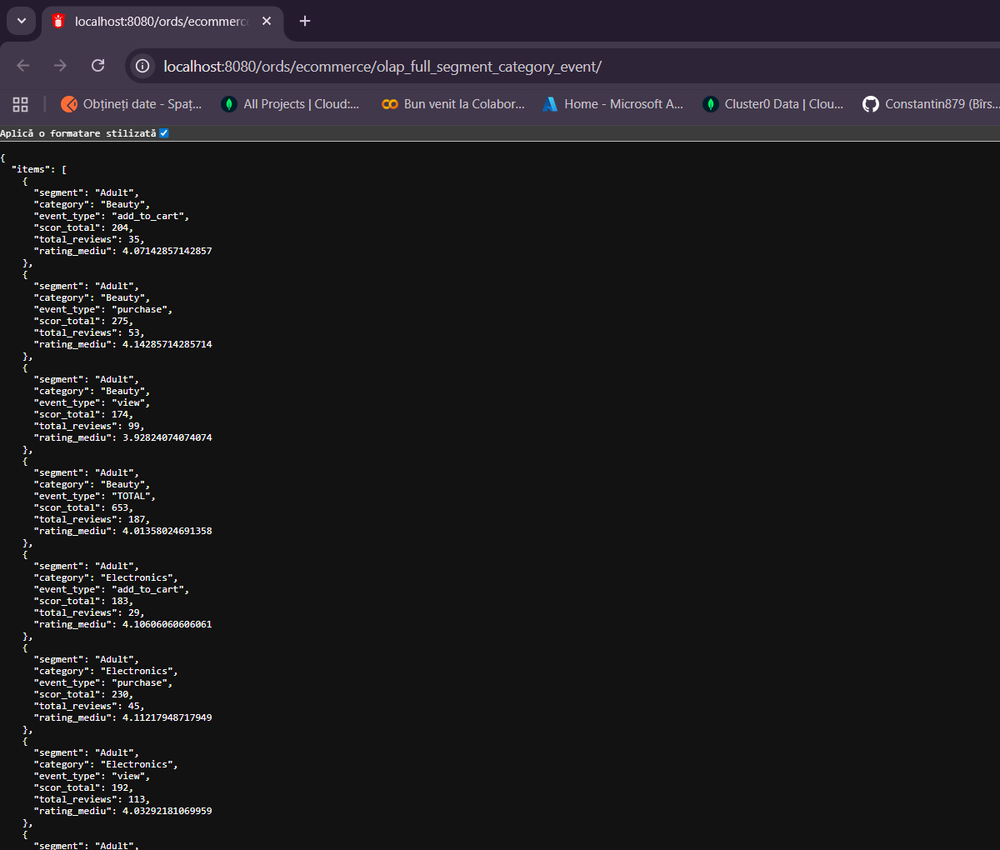 localhost:8080/ords/ecommerc
localhost:8080/ords/ecommerce/olap_full_segment_category_event/
Obțineți date - Spaț... All Projects | Cloud:... Bun venit la Colabor... Home - Microsoft A... Cluster0 Data | Clou... Constantin879 (Bîrs...
Aplică o formatare stilizată
{
"items": [
{
"segment": "Adult",
"category": "Beauty",
"event_type": "add_to_cart",
"scor_total": 204,
"total_reviews": 35,
"rating_mediu": 4.07142857142857
},
{
"segment": "Adult",
"category": "Beauty",
"event_type": "purchase",
"scor_total": 275,
"total_reviews": 53,
"rating_mediu": 4.14285714285714
},
{
"segment": "Adult",
"category": "Beauty",
"event_type": "view",
"scor_total": 174,
"total_reviews": 99,
"rating_mediu": 3.92824074074074
},
{
"segment": "Adult",
"category": "Beauty",
"event_type": "TOTAL",
"scor_total": 653,
"total_reviews": 187,
"rating_mediu": 4.01358024691358
},
{
"segment": "Adult",
"category": "Electronics",
"event_type": "add_to_cart",
"scor_total": 183,
"total_reviews": 29,
"rating_mediu": 4.10606060606061
},
{
"segment": "Adult",
"category": "Electronics",
"event_type": "purchase",
"scor_total": 230,
"total_reviews": 45,
"rating_mediu": 4.11217948717949
},
{
"segment": "Adult",
"category": "Electronics",
"event_type": "view",
"scor_total": 192,
"total_reviews": 113,
"rating_mediu": 4.03292181069959
},
{
"segment": "Adult",